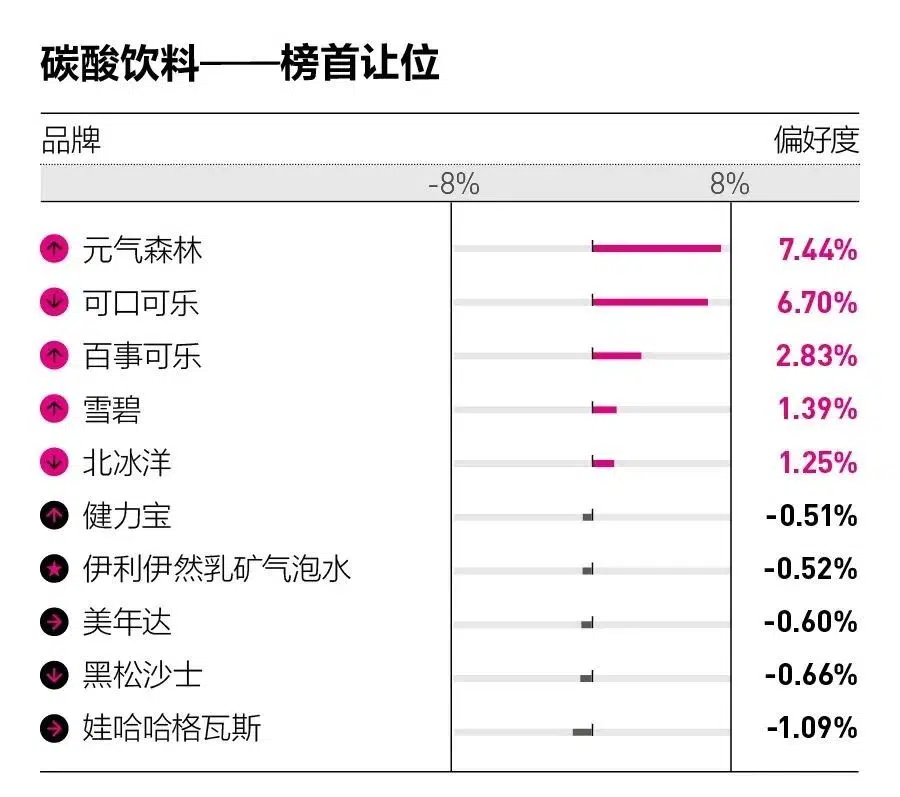 碳酸饮料——榜首让位
品牌 偏好度
-8% 8%
元气森林 7.44%
可口可乐 6.70%
百事可乐 2.83%
雪碧 1.39%
北冰洋 1.25%
健力宝 -0.51%
伊利伊然乳矿气泡水 -0.52%
美年达 -0.60%
黑松沙士 -0.66%
娃哈哈格瓦斯 -1.09%